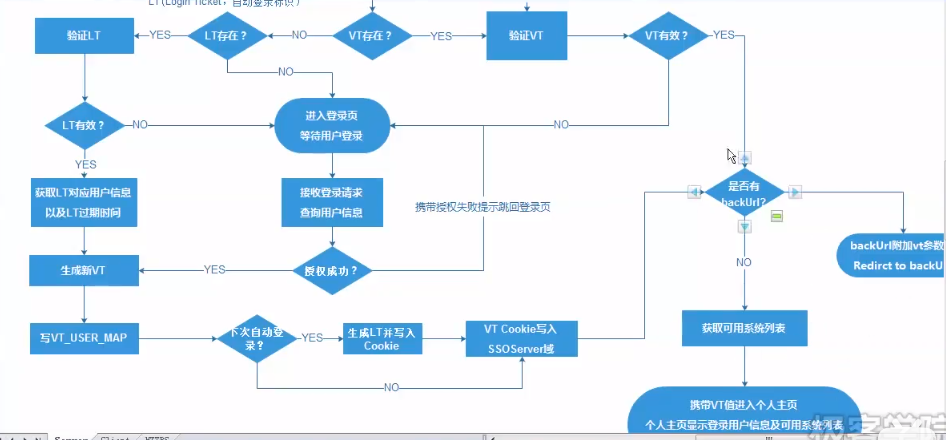 LT(Login Ticket，自动登录标识)
验证LT
YES
LT存在？
NO
VT存在？
YES
验证VT
VT有效？
YES
NO
LT有效？
NO
进入登录页
等待用户登录
NO
YES
获取LT对应用户信息
以及LT过期时间
接收登录请求
查询用户信息
携带授权失败提示跳回登录页
是否有
backUrl?
backUrl附加vt参数
Redirct to backU
生成新VT
YES
授权成功？
NO
写VT_USER_MAP
下次自动登
录？
YES
生成LT并写入
Cookie
VT Cookie写入
SSOServer域
获取可用系统列表
NO
携带VT值进入个人主页
个人主页显示登录用户信息及可用系统列表
极客学院